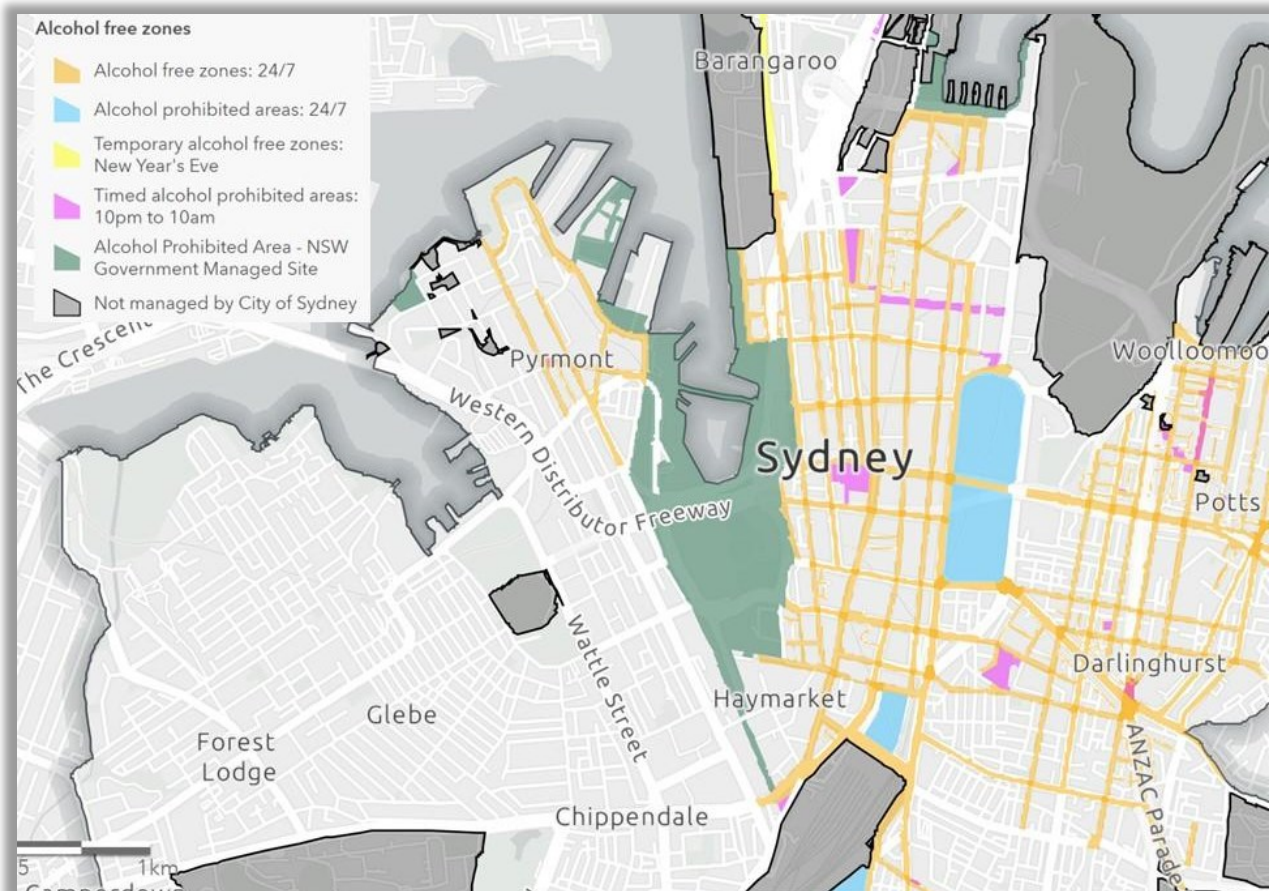 Alcohol free zones
Alcohol free zones: 24/7
Alcohol prohibited areas: 24/7
Temporary alcohol free zones:
New Year's Eve
Timed alcohol prohibited areas:
10pm to 10am
Alcohol Prohibited Area - NSW
Government Managed Site
Not managed by City of Sydney
Barangaroo
The Crescent
Pyrmont
Woolloomoo
Western Distributor Freeway
Sydney
Potts
Wattle Street
Darlinghurst
Haymarket
Glebe
Forest
Lodge
ANZAC Parade
Chippendale
5 1km